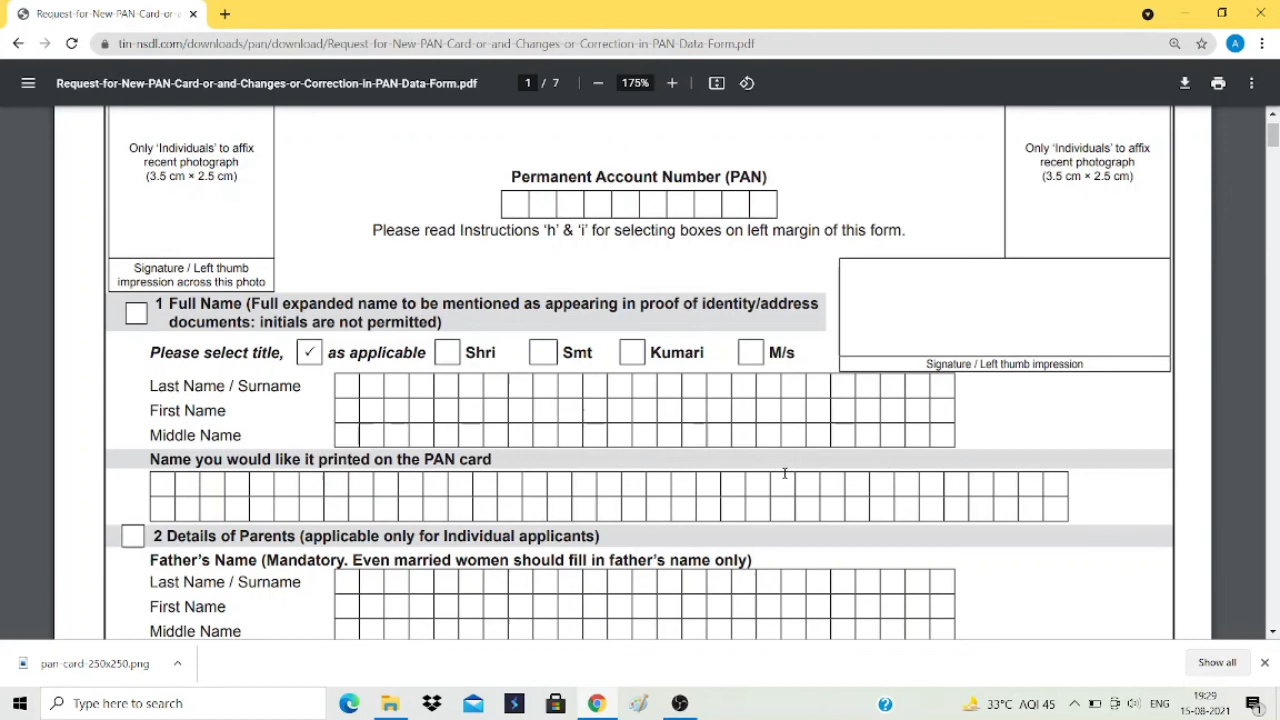 Request-for-New-PAN-Card-or-a
tin-nsdl.com/downloads/pan/download/Request-for-New-PAN-Card-or-and-Changes-or-Correction-in-PAN-Data-Form.pdf
A
Request-for-New-PAN-Card-or-and-Changes-or-Correction-in-PAN-Data-Form.pdf
1 / 7
175%
Only 'Individuals' to affix
recent photograph
(3.5 cm × 2.5 cm)
Only 'Individuals' to affix
recent photograph
(3.5 cm × 2.5 cm)
Permanent Account Number (PAN)
Please read Instructions 'h' & 'i' for selecting boxes on left margin of this form.
Signature / Left thumb
impression across this photo
1 Full Name (Full expanded name to be mentioned as appearing in proof of identity/address
documents: initials are not permitted)
Please select title, ✓ as applicable Shri Smt Kumari M/s
Signature / Left thumb impression
Last Name / Surname
First Name
Middle Name
Name you would like it printed on the PAN card
2 Details of Parents (applicable only for Individual applicants)
Father's Name (Mandatory. Even married women should fill in father's name only)
Last Name / Surname
First Name
Middle Name
pan-card-250x250.png
Show all
Type here to search
33°C AQI 45
ENG
19:29
15-08-2021
1